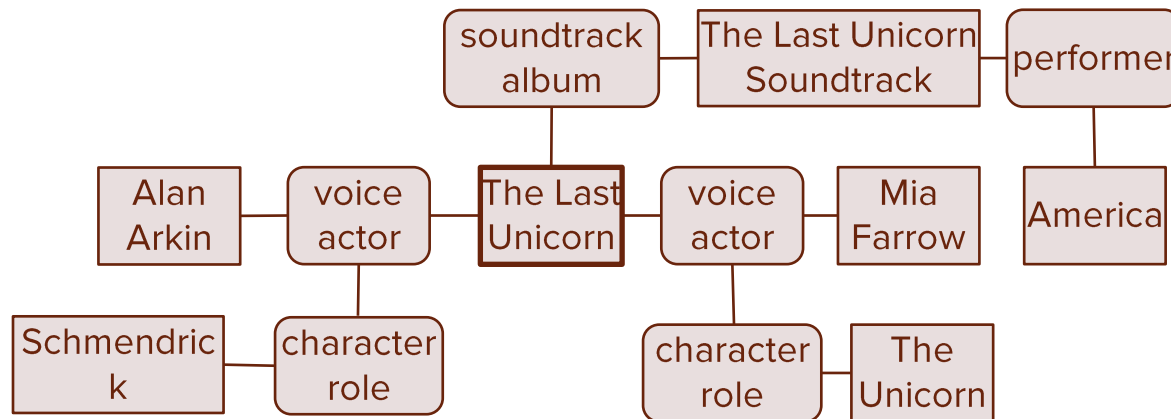 soundtrack
album
The Last Unicorn
Soundtrack
performer
Alan
Arkin
voice
actor
The Last
Unicorn
voice
actor
Mia
Farrow
America
Schmendric
k
character
role
character
role
The
Unicorn